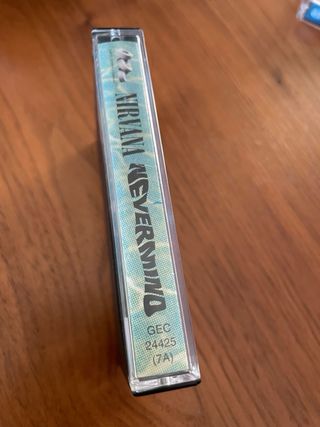 NIRVANA
NEVERMIND
GEC
24425
(7A)